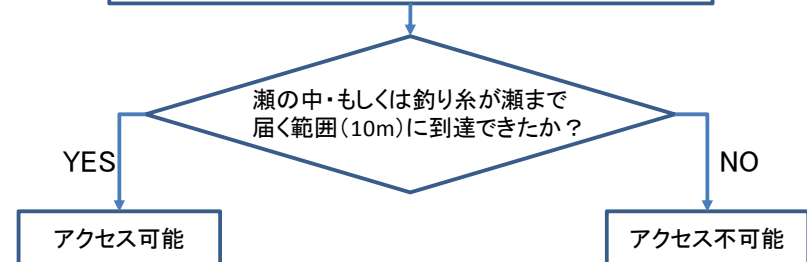 瀬の中・もしくは釣り糸が瀬まで
届く範囲（10m）に到達できたか？
YES
NO
アクセス可能
アクセス不可能